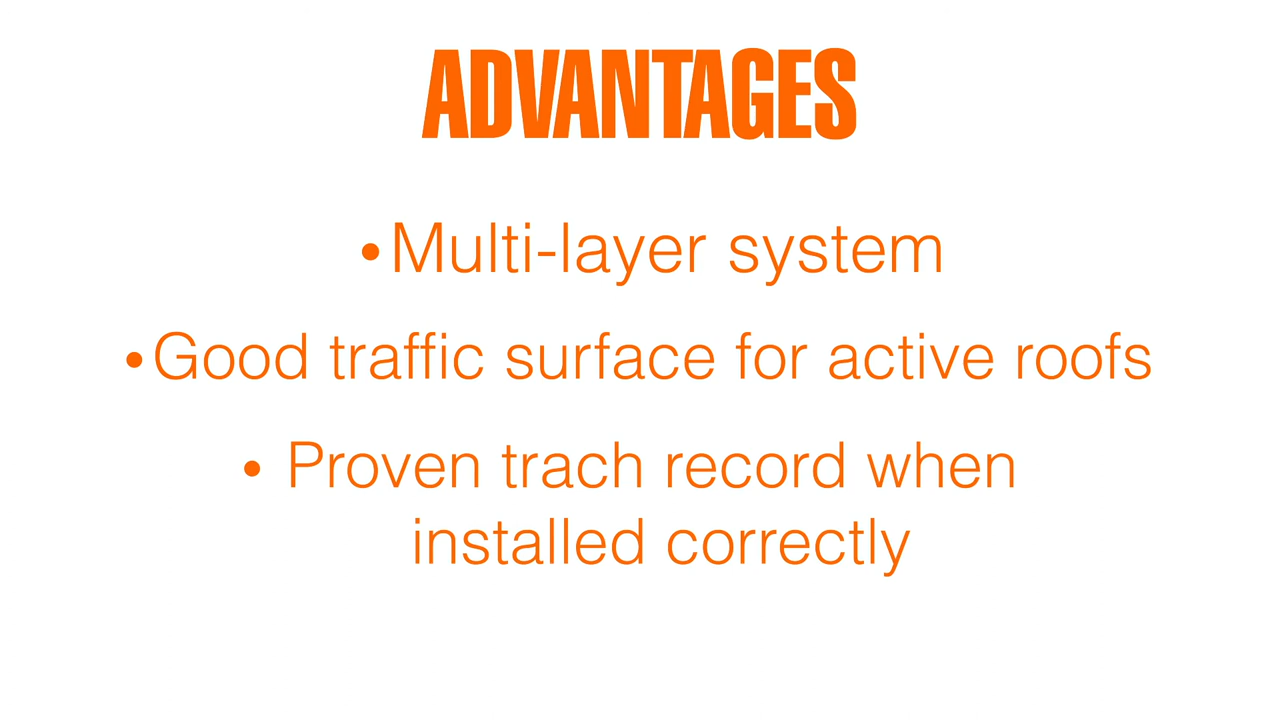 ADVANTAGES
•Multi-layer system
•Good traffic surface for active roofs
• Proven trach record when
installed correctly